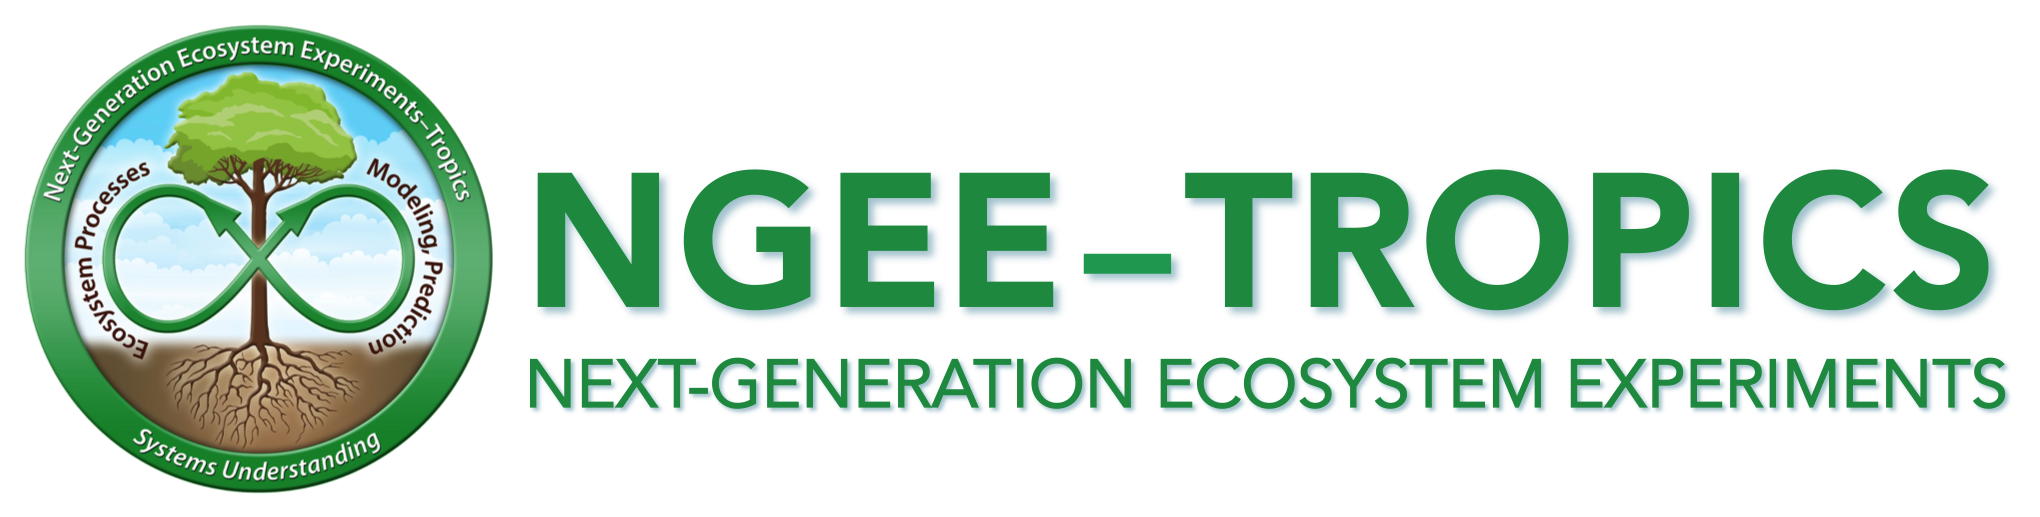 Next-Generation Ecosystem Experiments–Tropics
Ecosystem Processes
Modeling, Prediction
Systems Understanding
NGEE–TROPICS
NEXT-GENERATION ECOSYSTEM EXPERIMENTS